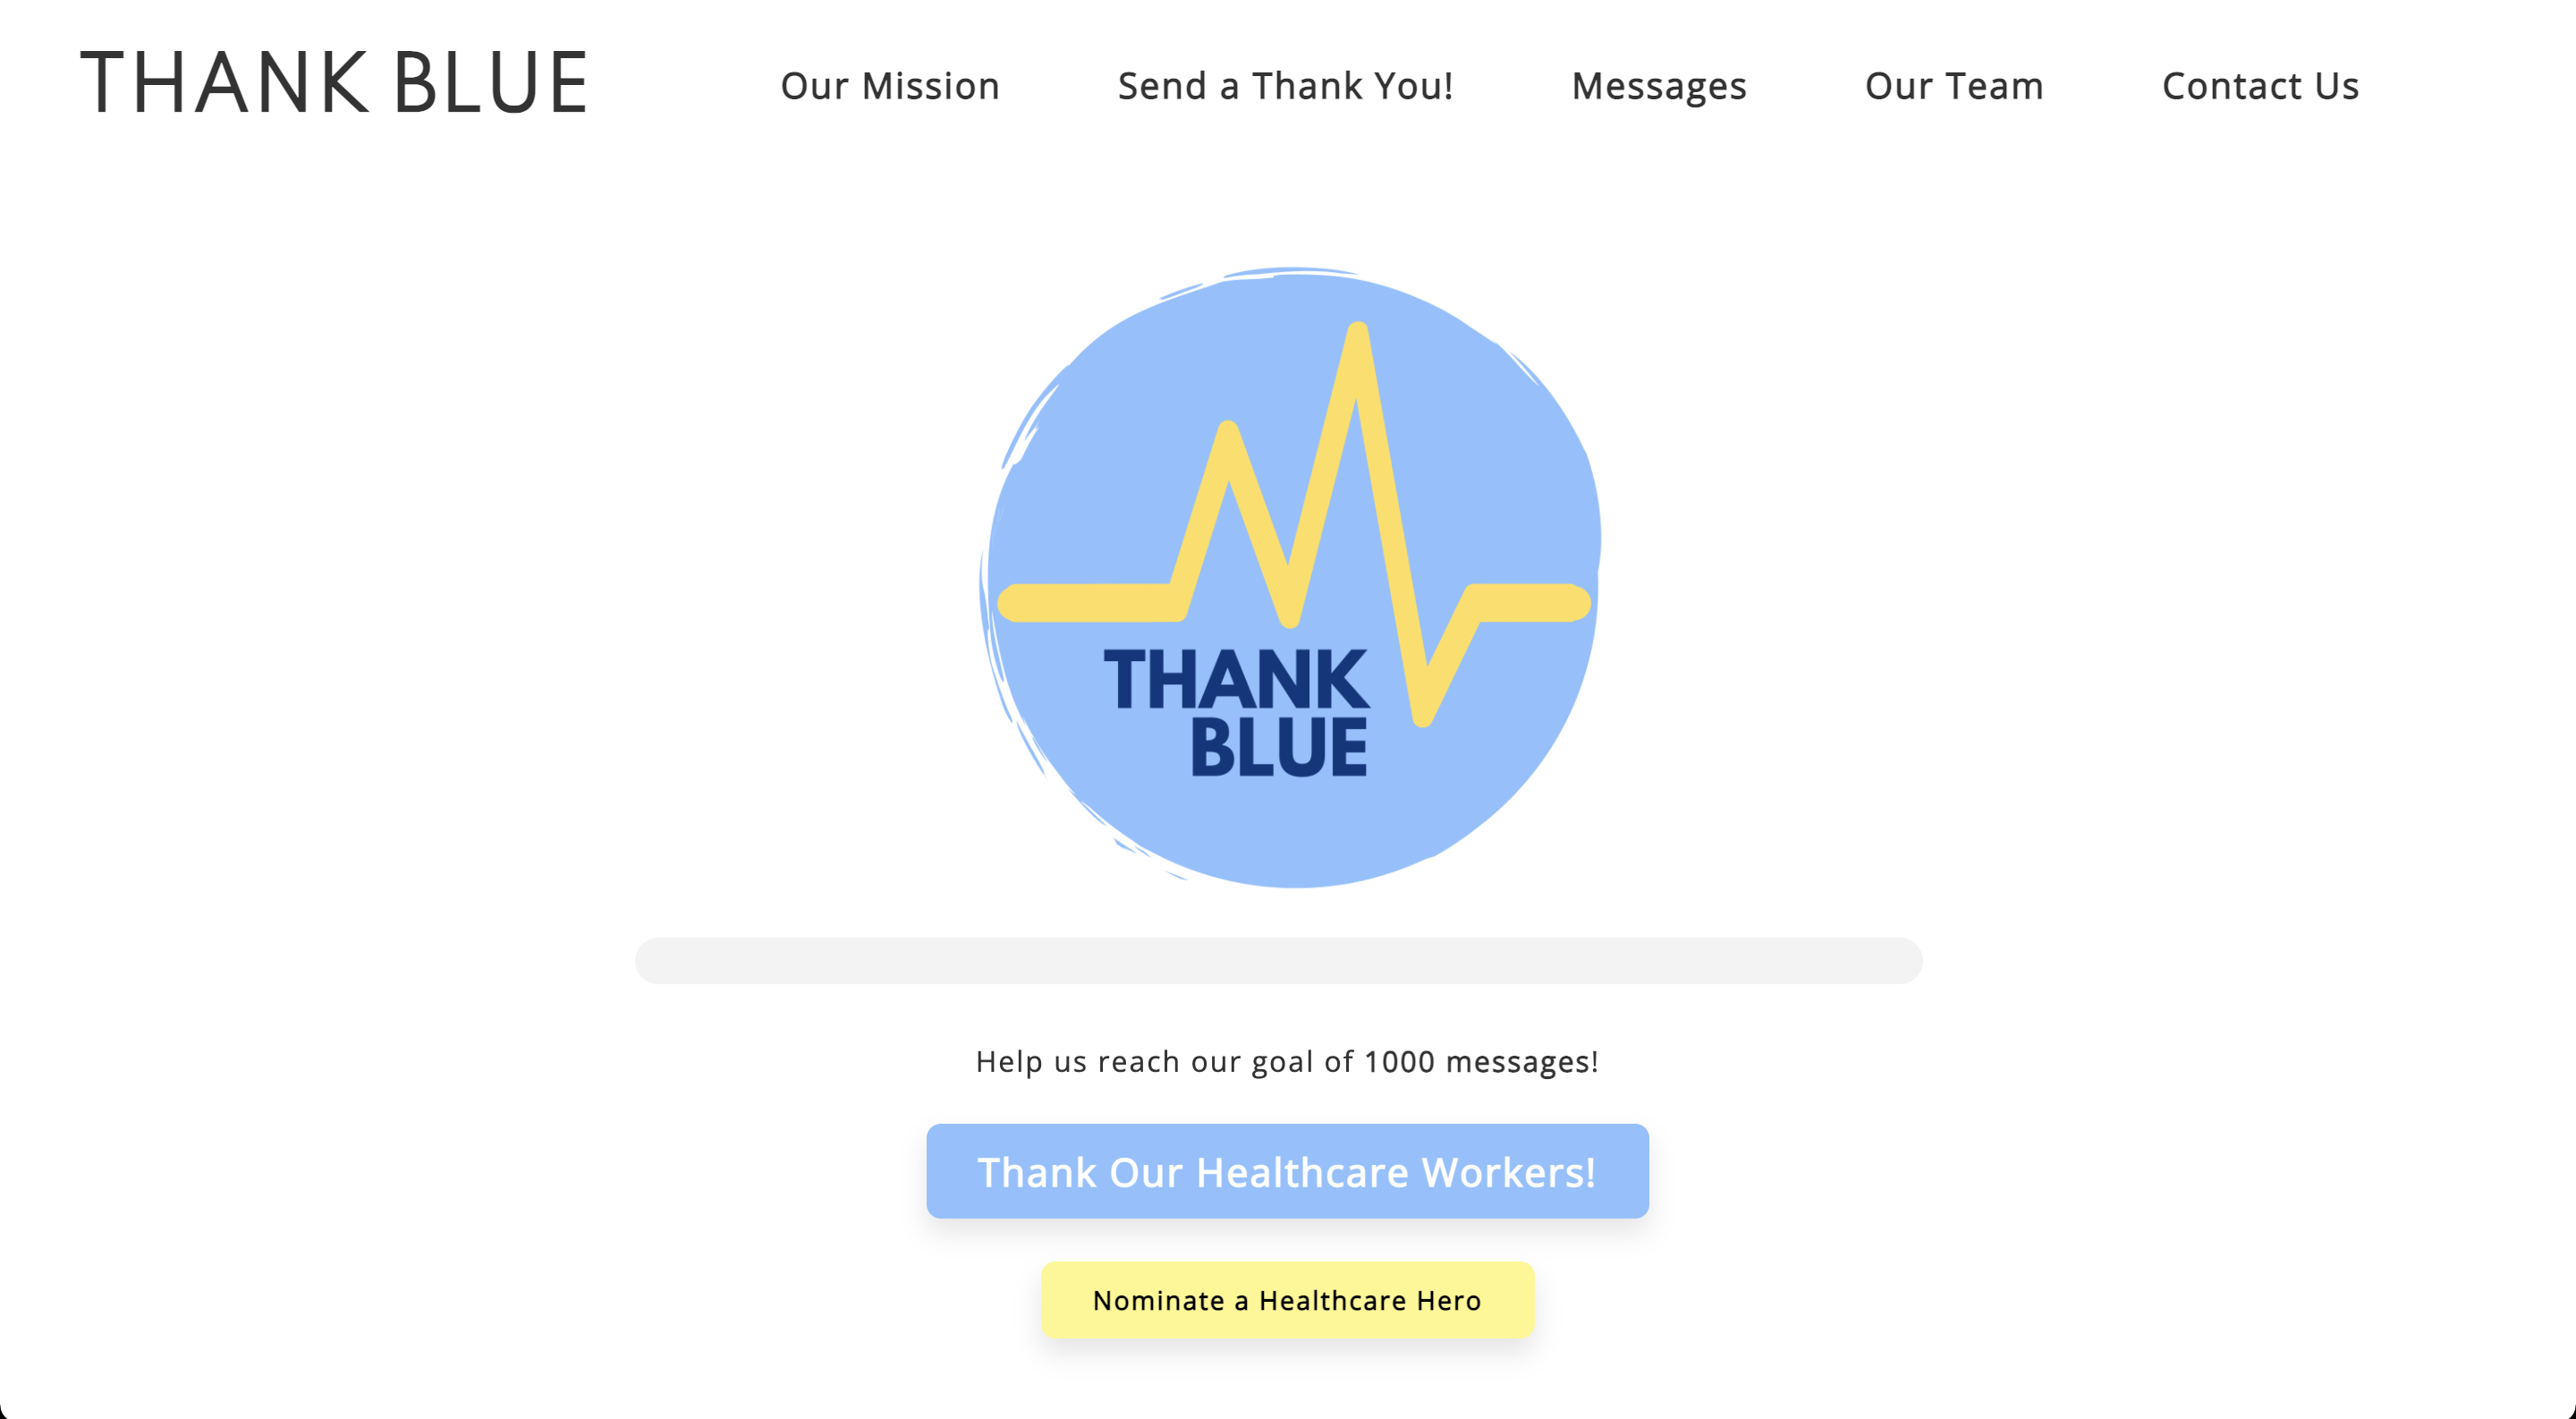 THANK BLUE
Our Mission
Send a Thank You!
Messages
Our Team
Contact Us
THANK
BLUE
Help us reach our goal of 1000 messages!
Thank Our Healthcare Workers!
Nominate a Healthcare Hero